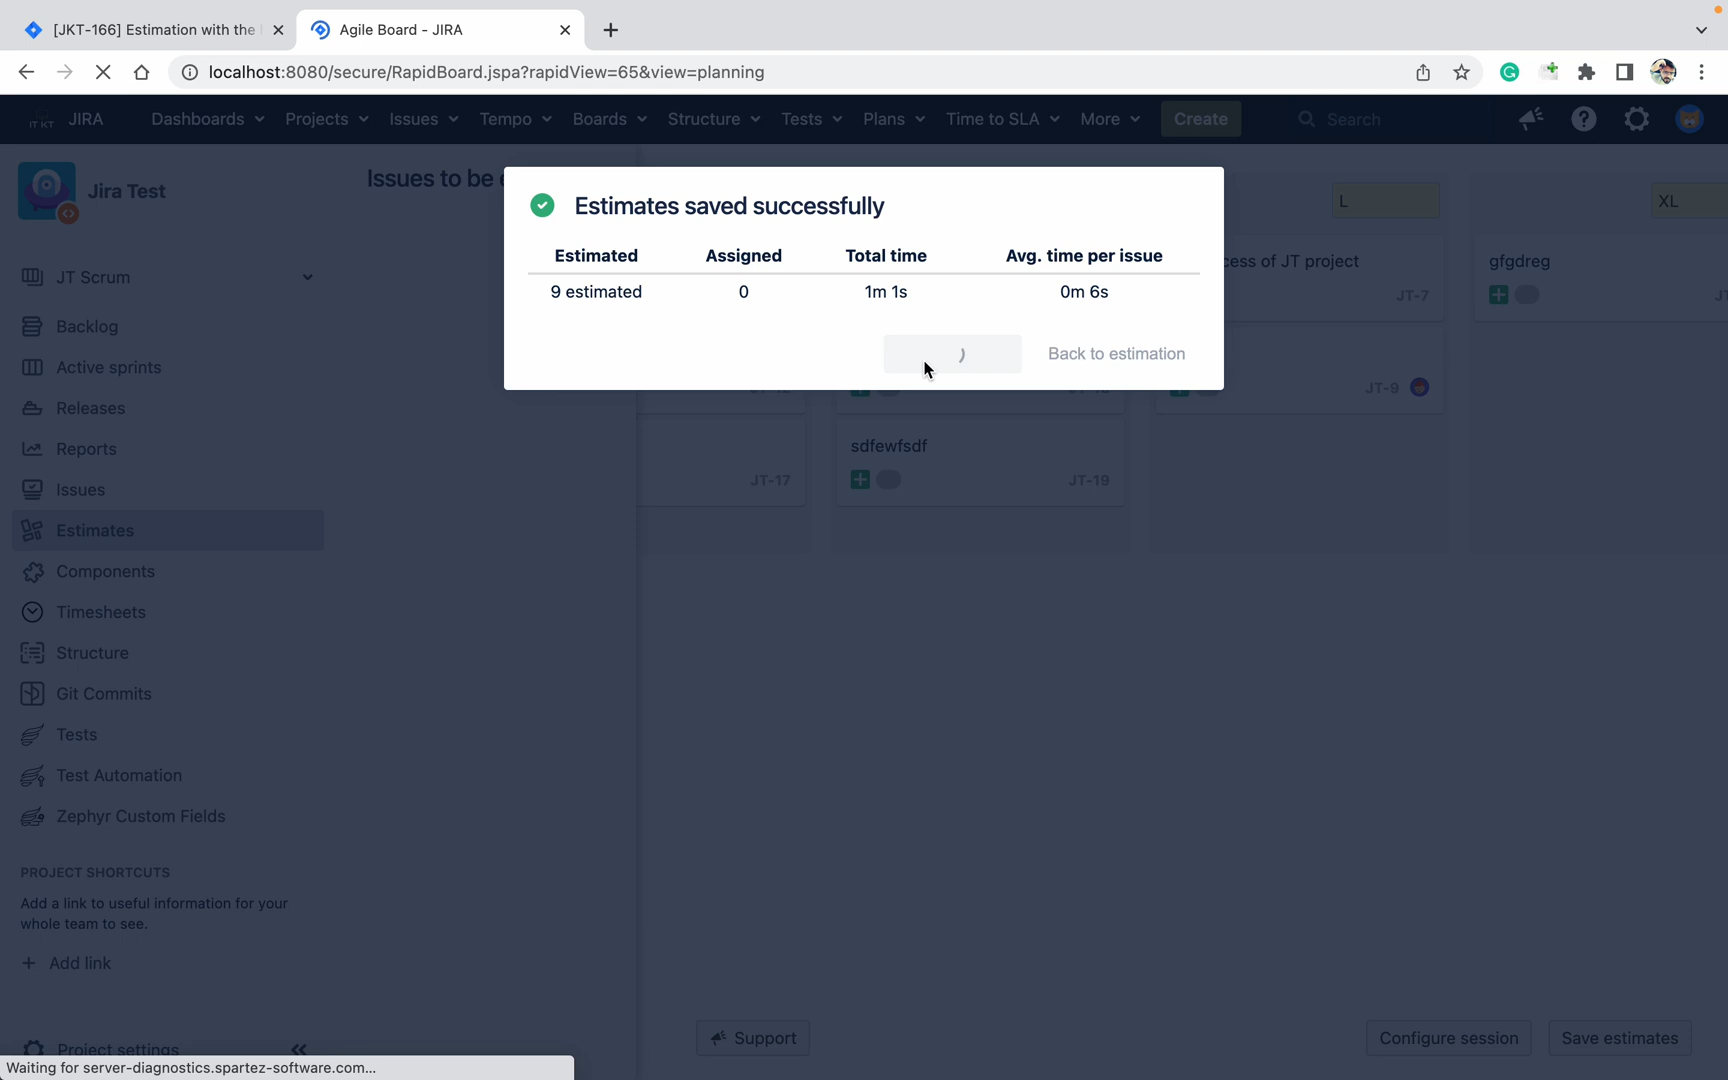 [JKT-166] Estimation with the
Agile Board - JIRA
localhost:8080/secure/RapidBoard.jspa?rapidView=65&view=planning
IT KT JIRA Dashboards Projects Issues Tempo Boards Structure Tests Plans Time to SLA More Create Search
Jira Test
JT Scrum
Backlog
Active sprints
Releases
Reports
Issues
Estimates
Components
Timesheets
Structure
Git Commits
Tests
Test Automation
Zephyr Custom Fields
PROJECT SHORTCUTS
Add a link to useful information for your
whole team to see.
+ Add link
Project settings
Waiting for server-diagnostics.spartez-software.com...
Issues to be
Estimates saved successfully
Estimated Assigned Total time Avg. time per issue
9 estimated 0 1m 1s 0m 6s
Back to estimation
L
XL
cess of JT project
JT-7
gfgdreg
JT-9
JT-17
sdfewfsdf
JT-19
Support
Configure session
Save estimates